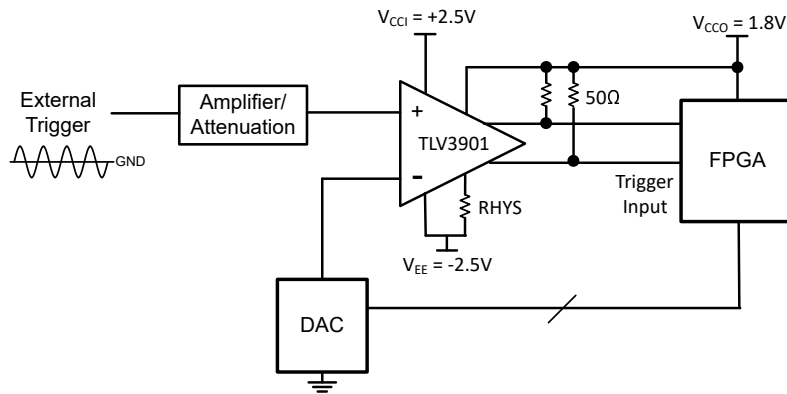 V_CCI = +2.5V
V_CCO = 1.8V
External
Trigger
GND
Amplifier/
Attenuation
+
TLV3901
-
50Ω
FPGA
Trigger
Input
RHYS
V_EE = -2.5V
DAC